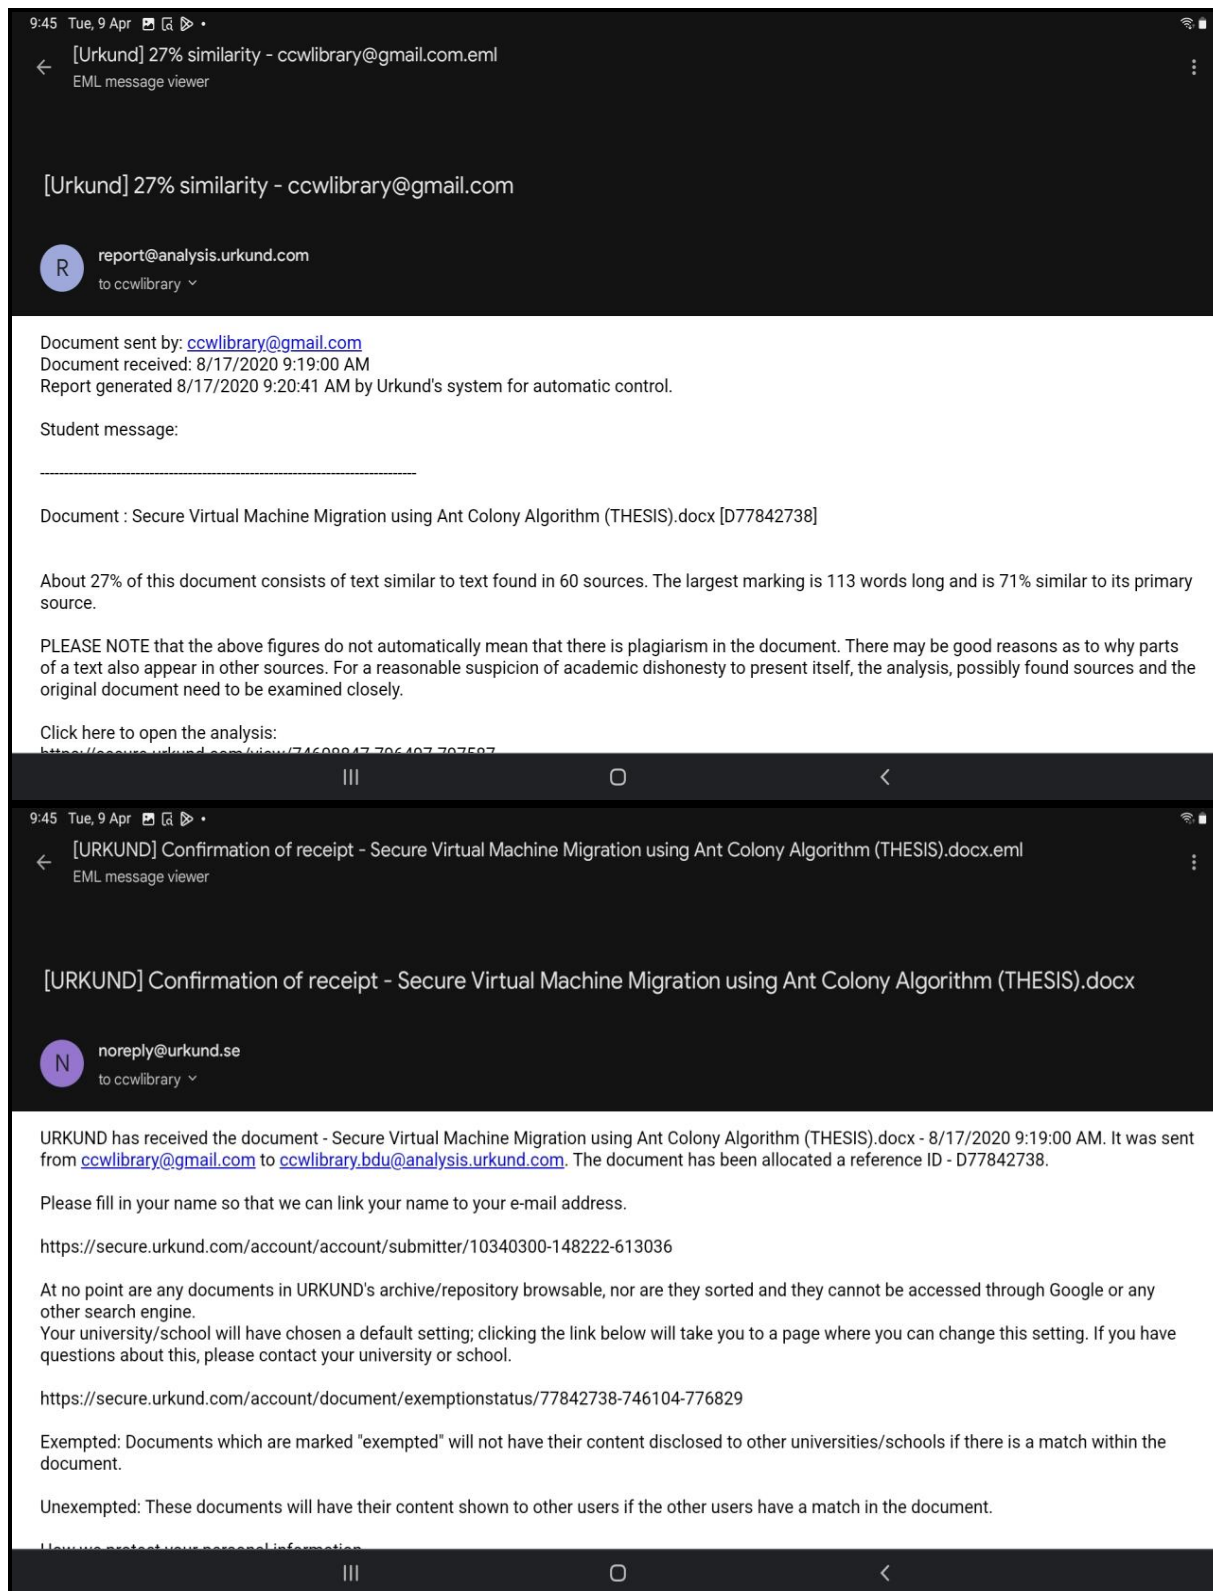 9:45 Tue, 9 Apr
[Urkund] 27% similarity - ccwlibrary@gmail.com.eml
EML message viewer
[Urkund] 27% similarity - ccwlibrary@gmail.com
R
report@analysis.urkund.com
to ccwlibrary
Document sent by: ccwlibrary@gmail.com
Document received: 8/17/2020 9:19:00 AM
Report generated 8/17/2020 9:20:41 AM by Urkund's system for automatic control.
Student message:
--------------------------------------------------------------------------------
Document : Secure Virtual Machine Migration using Ant Colony Algorithm (THESIS).docx [D77842738]
About 27% of this document consists of text similar to text found in 60 sources. The largest marking is 113 words long and is 71% similar to its primary
source.
PLEASE NOTE that the above figures do not automatically mean that there is plagiarism in the document. There may be good reasons as to why parts
of a text also appear in other sources. For a reasonable suspicion of academic dishonesty to present itself, the analysis, possibly found sources and the
original document need to be examined closely.
Click here to open the analysis:
9:45 Tue, 9 Apr
[URKUND] Confirmation of receipt - Secure Virtual Machine Migration using Ant Colony Algorithm (THESIS).docx.eml
EML message viewer
[URKUND] Confirmation of receipt - Secure Virtual Machine Migration using Ant Colony Algorithm (THESIS).docx
N
noreply@urkund.se
to ccwlibrary
URKUND has received the document - Secure Virtual Machine Migration using Ant Colony Algorithm (THESIS).docx - 8/17/2020 9:19:00 AM. It was sent
from ccwlibrary@gmail.com to ccwlibrary.bdu@analysis.urkund.com. The document has been allocated a reference ID - D77842738.
Please fill in your name so that we can link your name to your e-mail address.
https://secure.urkund.com/account/account/submitter/10340300-148222-613036
At no point are any documents in URKUND's archive/repository browsable, nor are they sorted and they cannot be accessed through Google or any
other search engine.
Your university/school will have chosen a default setting; clicking the link below will take you to a page where you can change this setting. If you have
questions about this, please contact your university or school.
https://secure.urkund.com/account/document/exemptionstatus/77842738-746104-776829
Exempted: Documents which are marked "exempted" will not have their content disclosed to other universities/schools if there is a match within the
document.
Unexempted: These documents will have their content shown to other users if the other users have a match in the document.
How we protect your personal information